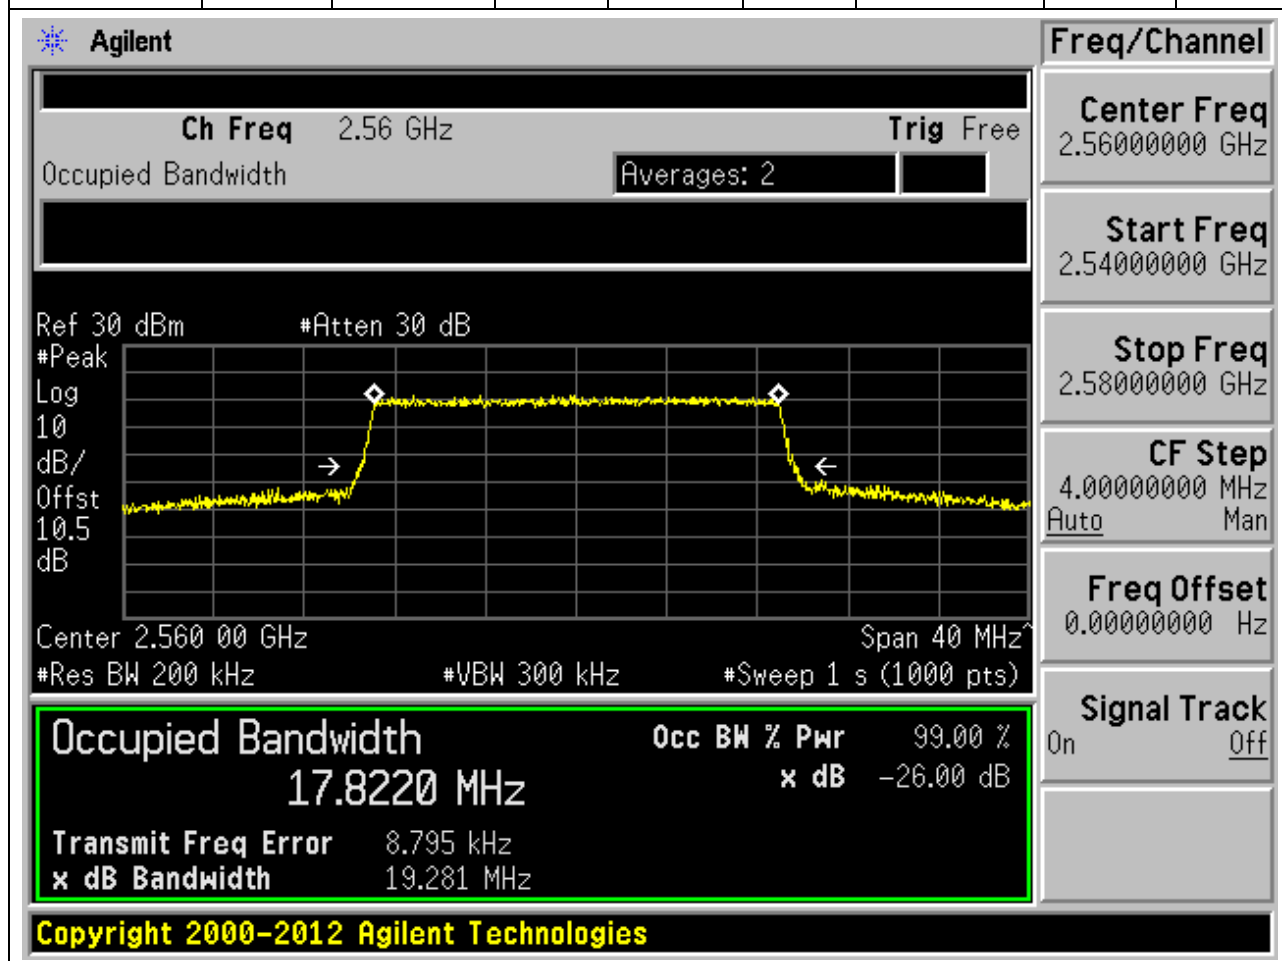 Agilent
Freq/Channel
Ch Freq 2.56 GHz Trig Free
Occupied Bandwidth Averages: 2
Center Freq
2.56000000 GHz
Start Freq
2.54000000 GHz
Stop Freq
2.58000000 GHz
CF Step
4.00000000 MHz
Auto Man
Freq Offset
0.00000000 Hz
Signal Track
On Off
Ref 30 dBm #Atten 30 dB
#Peak
Log
10
dB/
Offst
10.5
dB
Center 2.560 00 GHz Span 40 MHz^
#Res BW 200 kHz #VBW 300 kHz #Sweep 1 s (1000 pts)
Occupied Bandwidth Occ BW % Pwr 99.00 %
17.8220 MHz x dB -26.00 dB
Transmit Freq Error 8.795 kHz
x dB Bandwidth 19.281 MHz
Copyright 2000-2012 Agilent Technologies